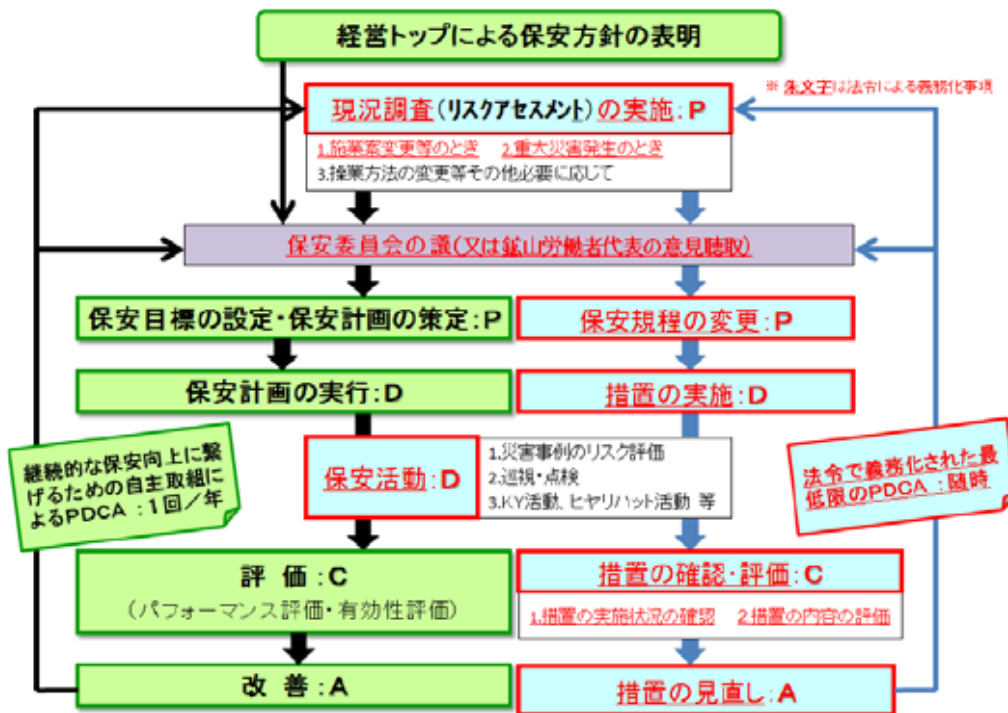 経営トップによる保安方針の表明
※ 朱文字は法令による義務化事項
現況調査(リスクアセスメント)の実施:P
1.施業案変更等のとき 2.重大災害発生のとき
3.操業方法の変更等その他必要に応じて
保安委員会の議(又は鉱山労働者代表の意見聴取)
保安目標の設定・保安計画の策定:P
保安規程の変更:P
保安計画の実行:D
措置の実施:D
継続的な保安向上に繋
げるための自主取組に
よるPDCA:1回/年
保安活動:D
1.災害事例のリスク評価
2.巡視・点検
3.KY活動、ヒヤリハット活動 等
法令で義務化された最
低限のPDCA:随時
評 価:C
(パフォーマンス評価・有効性評価)
措置の確認・評価:C
1.措置の実施状況の確認 2.措置の内容の評価
改 善:A
措置の見直し:A